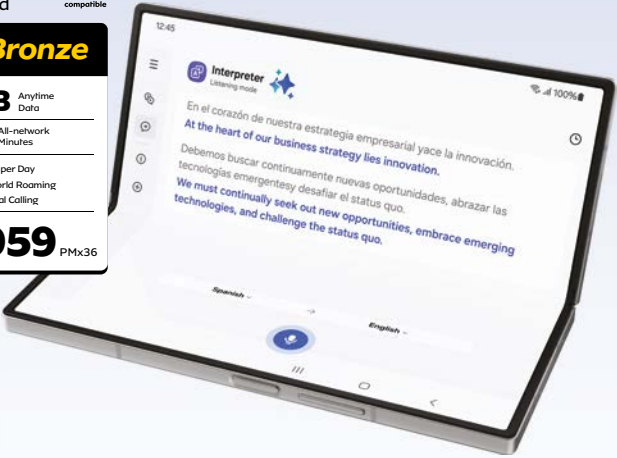 compatible
Bronze
Anytime
Data
All-network
Minutes
per Day
Roaming
Calling
PMx36
12:45
100%
Interpreter
Listening mode
En el corazón de nuestra estrategia empresarial yace la innovación.
At the heart of our business strategy lies innovation.
Debemos buscar continuamente nuevas oportunidades, abrazar las
tecnologías emergentesy desafiar el status quo.
We must continually seek out new opportunities, embrace emerging
technologies, and challenge the status quo.
Spanish
English